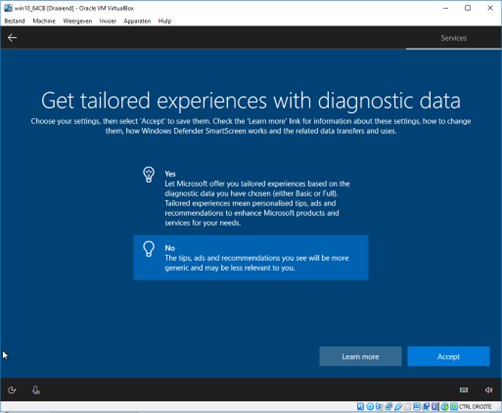 win10_64CB [Draaiend] - Oracle VM VirtualBox
Bestand Machine Weergeven Invoer Apparaten Hulp
Services
Get tailored experiences with diagnostic data
Choose your settings, then select 'Accept' to save them. Check the 'Learn more' link for information about these settings, how to change
them, how Windows Defender SmartScreen works and the related data transfers and uses.
Yes
Let Microsoft offer you tailored experiences based on the
diagnostic data you have chosen (either Basic or Full).
Tailored experiences mean personalised tips, ads and
recommendations to enhance Microsoft products and
services for your needs.
No
The tips, ads and recommendations you see will be more
generic and may be less relevant to you.
Learn more
Accept
CTRL DROITE